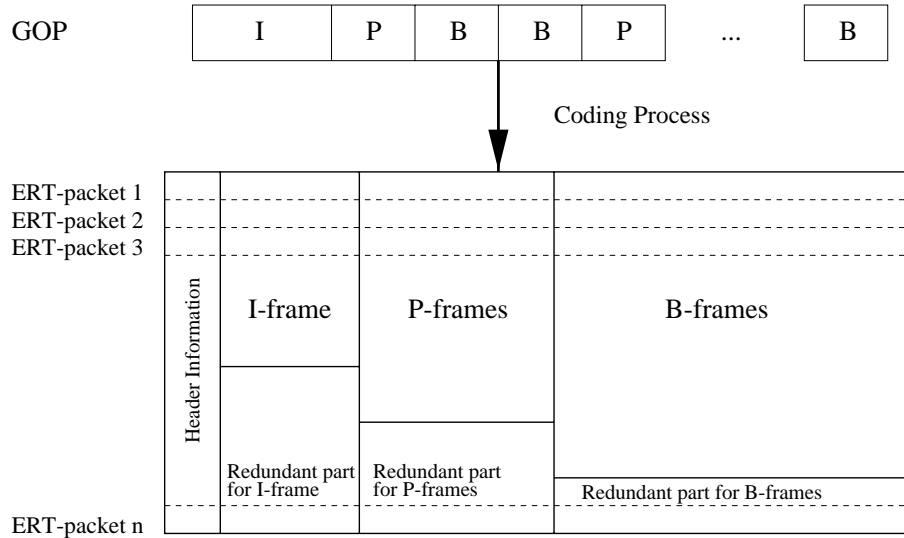 GOP I P B B P ... B
Coding Process
ERT-packet 1
ERT-packet 2
ERT-packet 3
Header Information
I-frame P-frames B-frames
Redundant part
for I-frame
Redundant part
for P-frames
Redundant part for B-frames
ERT-packet n